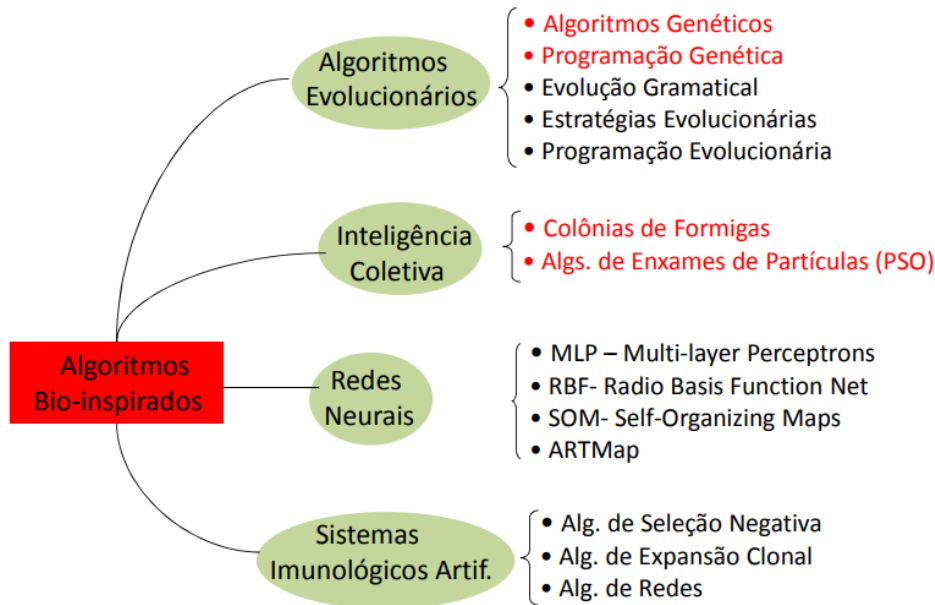 Algoritmos
Bio-inspirados
Algoritmos
Evolucionários
• Algoritmos Genéticos
• Programação Genética
• Evolução Gramatical
• Estratégias Evolucionárias
• Programação Evolucionária
Inteligência
Coletiva
• Colônias de Formigas
• Algs. de Enxames de Partículas (PSO)
Redes
Neurais
• MLP – Multi-layer Perceptrons
• RBF- Radio Basis Function Net
• SOM- Self-Organizing Maps
• ARTMap
Sistemas
Imunológicos Artif.
• Alg. de Seleção Negativa
• Alg. de Expansão Clonal
• Alg. de Redes